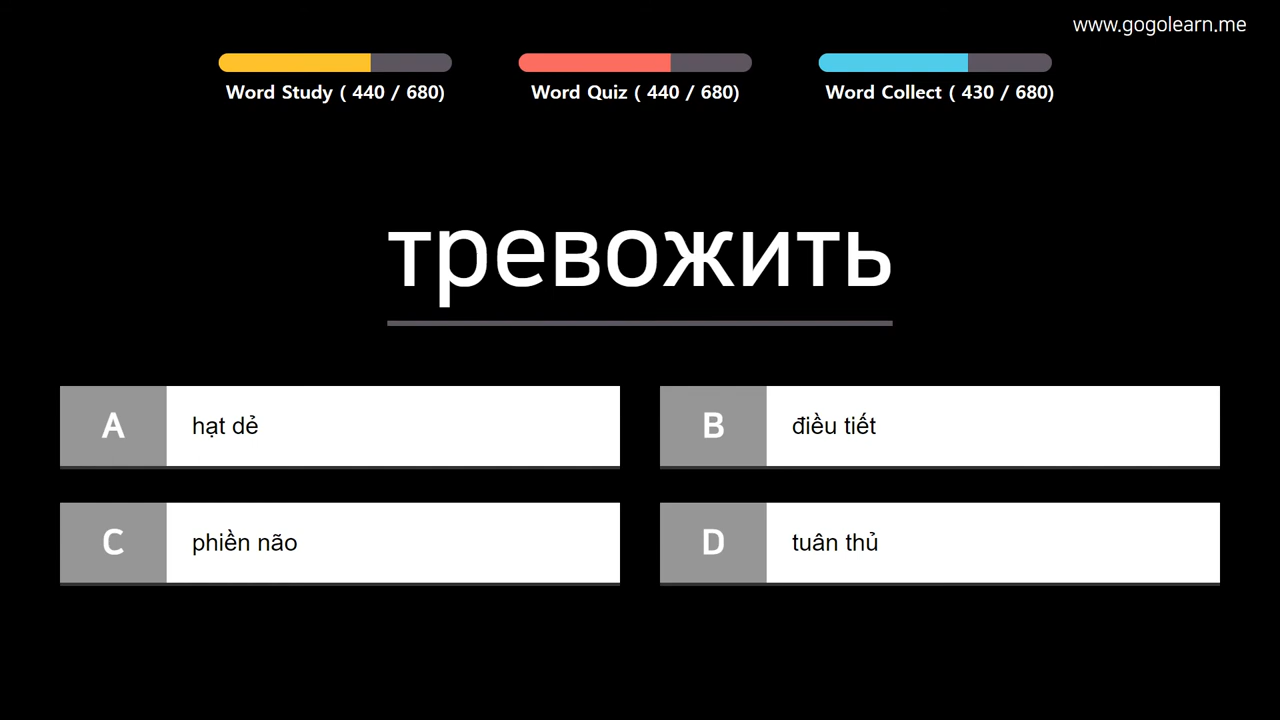 www.gogolearn.me
Word Study ( 440 / 680)
Word Quiz ( 440 / 680)
Word Collect ( 430 / 680)
тревожить
A hạt dẻ
B điều tiết
C phiền não
D tuân thủ